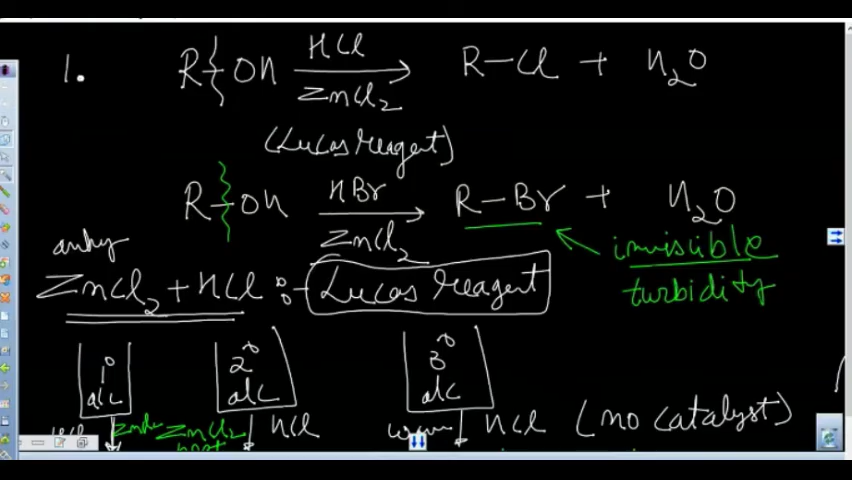 1. R-OH HCl ZnCl2 R-Cl + H2O
(Lucas reagent)
R-OH HBr ZnCl2 R-Br + H2O
anhy invisible
ZnCl2 + HCl :- Lucas reagent turbidity
1° alc 2° alc 3° alc
ZnCl2 HCl HCl (no catalyst)